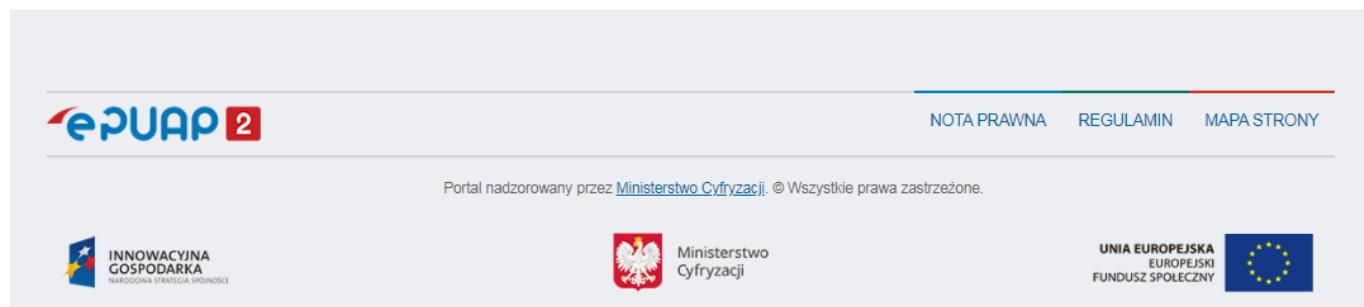 ePUAP 2
NOTA PRAWNA REGULAMIN MAPA STRONY
Portal nadzorowany przez Ministerstwo Cyfryzacji. © Wszystkie prawa zastrzeżone.
INNOWACYJNA
GOSPODARKA
NARODOWA STRATEGIA SPÓJNOŚCI
Ministerstwo
Cyfryzacji
UNIA EUROPEJSKA
EUROPEJSKI
FUNDUSZ SPOŁECZNY